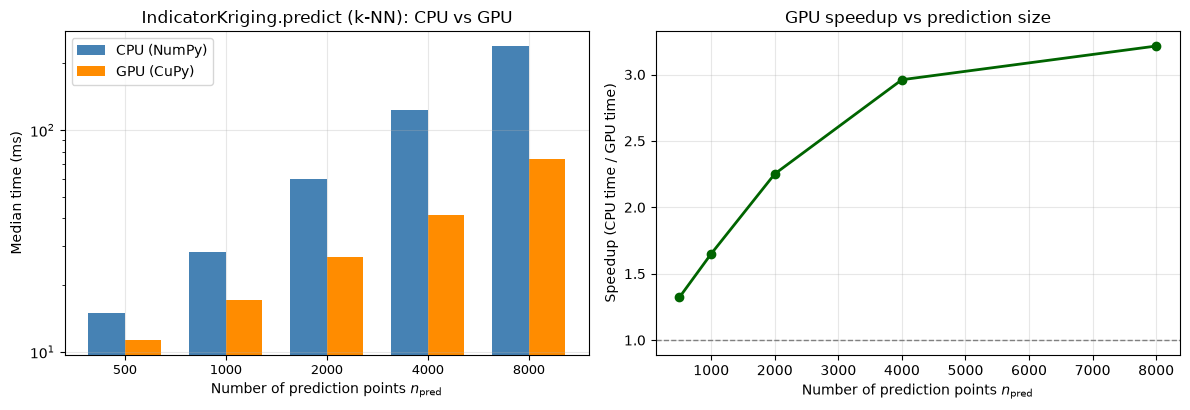 IndicatorKriging.predict (k-NN): CPU vs GPU
CPU (NumPy)
GPU (CuPy)
Median time (ms)
10²
10¹
500 1000 2000 4000 8000
Number of prediction points n_pred
GPU speedup vs prediction size
Speedup (CPU time / GPU time)
3.0
2.5
2.0
1.5
1.0
1000 2000 3000 4000 5000 6000 7000 8000
Number of prediction points n_pred